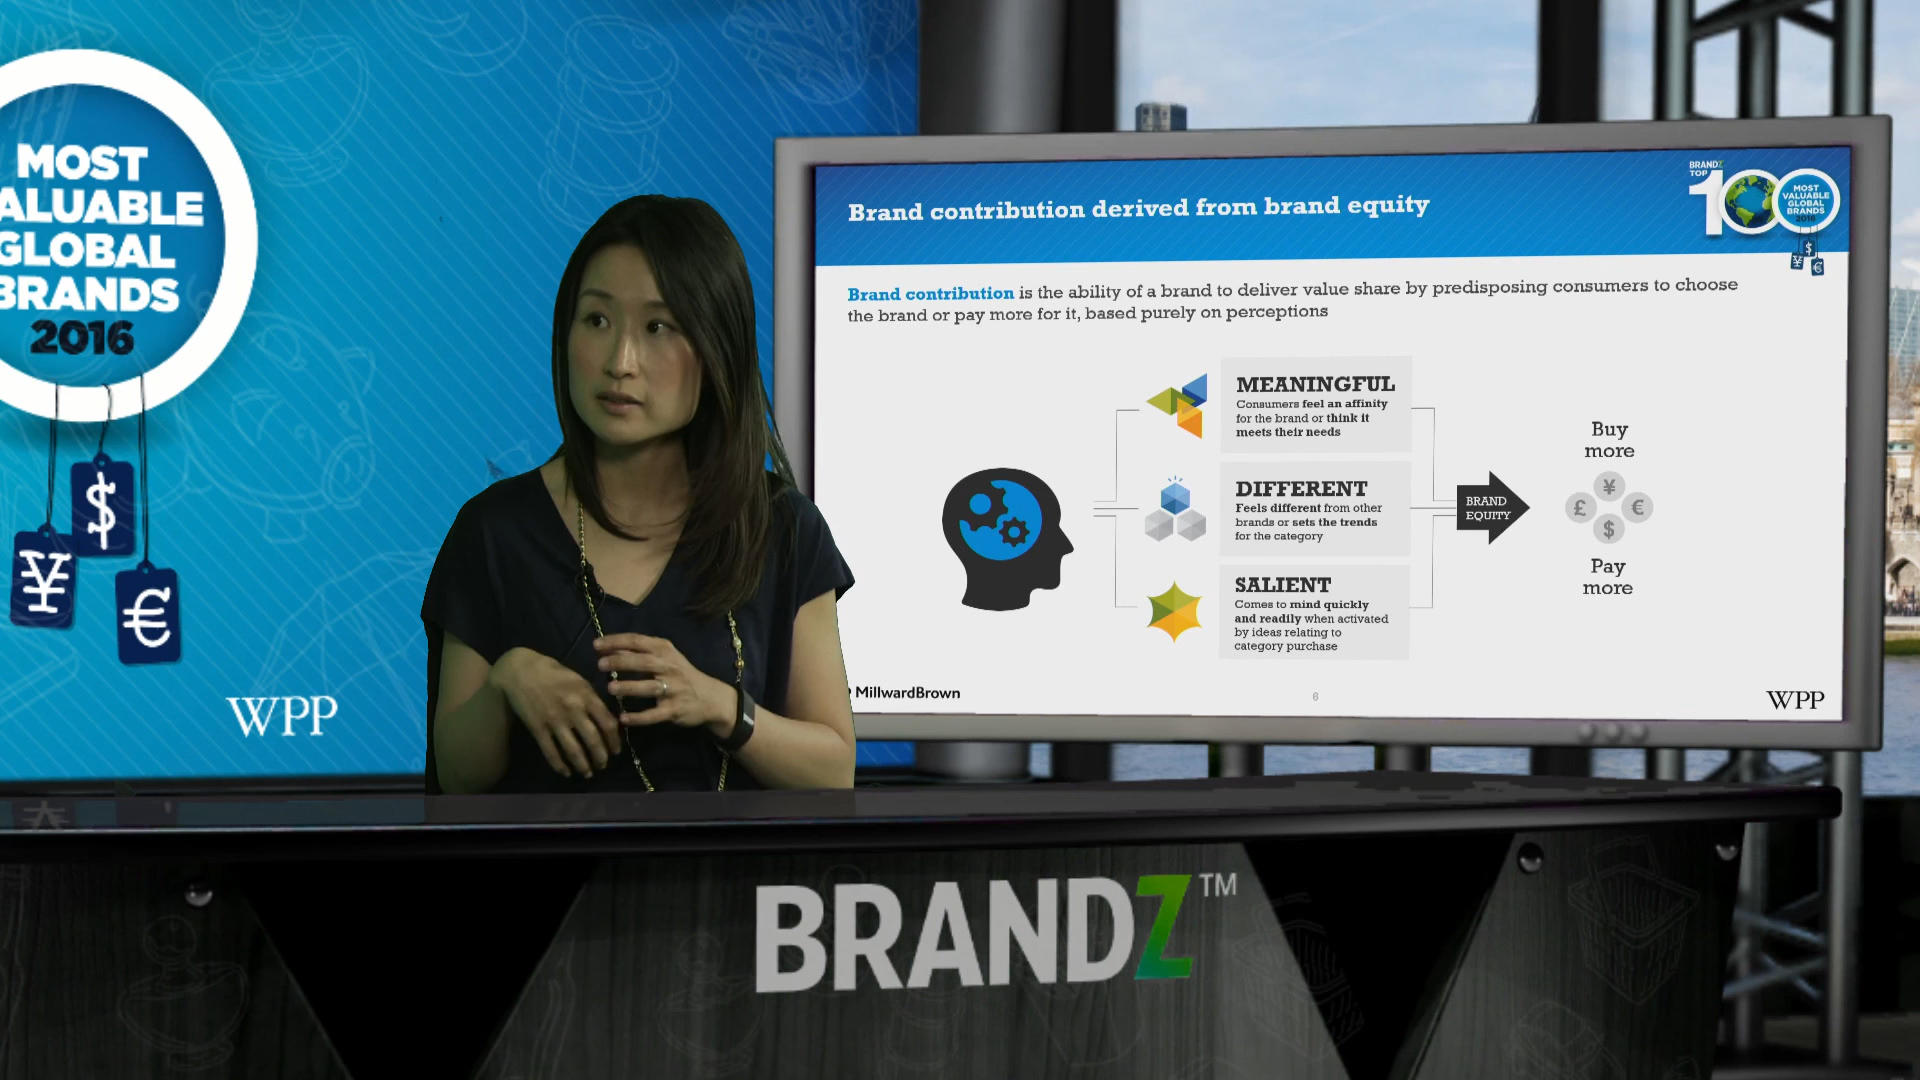 MOST
ALUABLE
GLOBAL
BRANDS
2016
$
¥
€
WPP
Brand contribution derived from brand equity
BRANDZ
TOP
100
MOST
VALUABLE
GLOBAL
BRANDS
2016
$
¥
€
Brand contribution is the ability of a brand to deliver value share by predisposing consumers to choose
the brand or pay more for it, based purely on perceptions
MEANINGFUL
Consumers feel an affinity
for the brand or think it
meets their needs
DIFFERENT
Feels different from other
brands or sets the trends
for the category
SALIENT
Comes to mind quickly
and readily when activated
by ideas relating to
category purchase
BRAND
EQUITY
Buy
more
¥
£ €
$
Pay
more
MillwardBrown
6
WPP
BRANDZ™